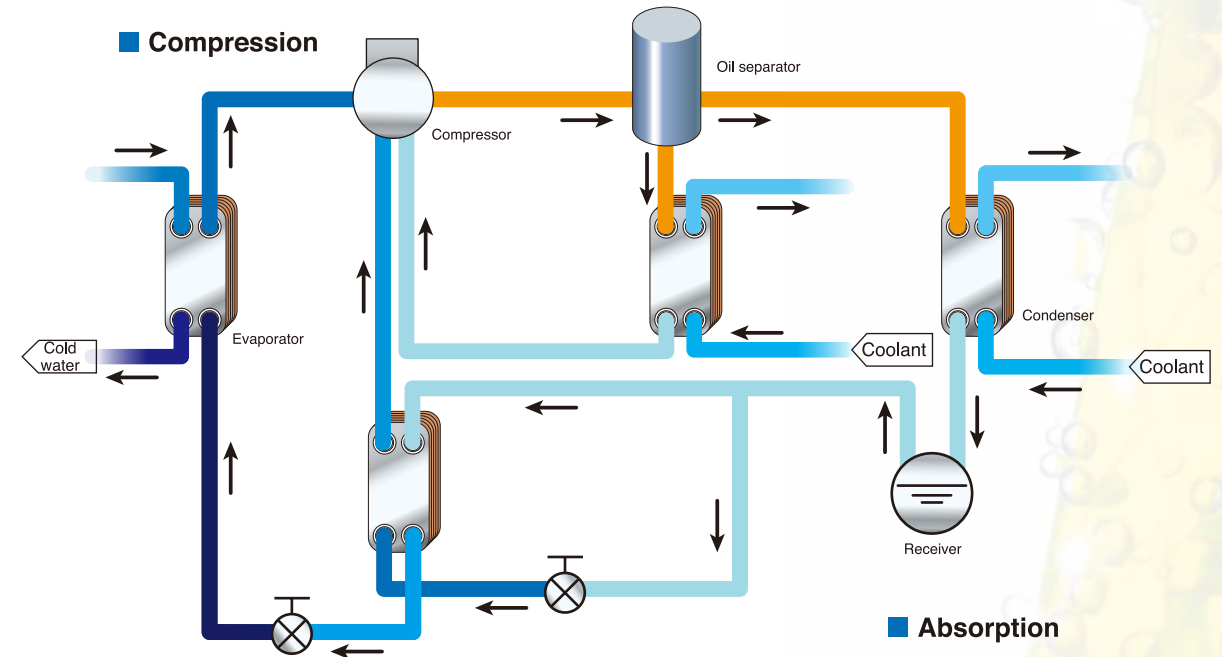 Compression
Oil separator
Compressor
Evaporator
Condenser
Cold
water
Coolant
Coolant
Receiver
Absorption